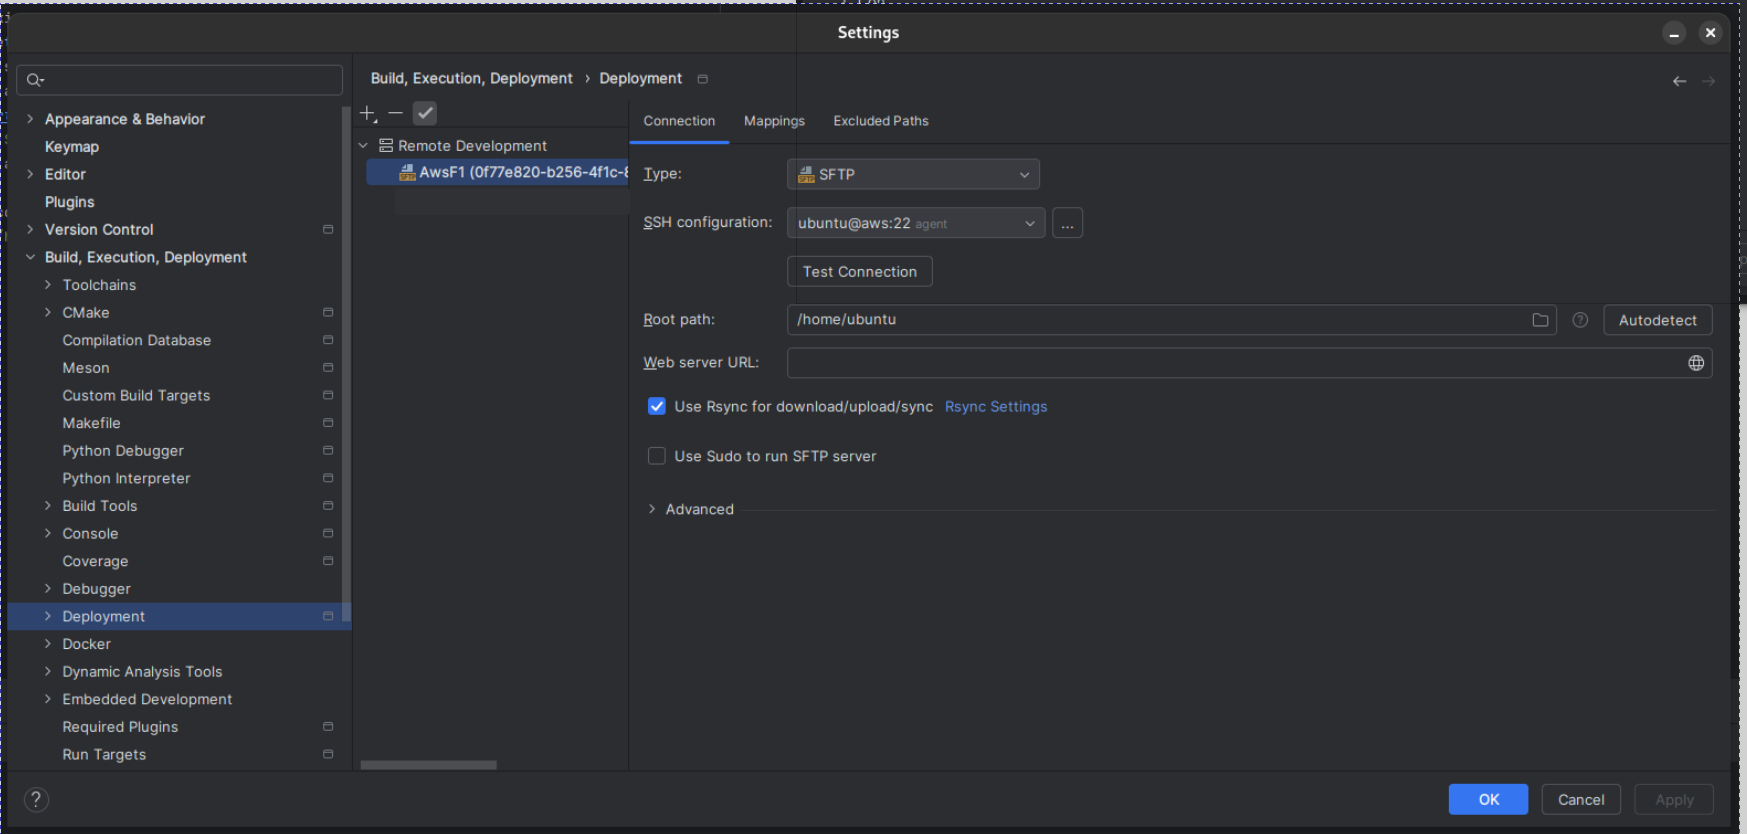 Settings
Appearance & Behavior
Keymap
Editor
Plugins
Version Control
Build, Execution, Deployment
Toolchains
CMake
Compilation Database
Meson
Custom Build Targets
Makefile
Python Debugger
Python Interpreter
Build Tools
Console
Coverage
Debugger
Deployment
Docker
Dynamic Analysis Tools
Embedded Development
Required Plugins
Run Targets
Build, Execution, Deployment › Deployment
Remote Development
AwsF1 (0f77e820-b256-4f1c-8
Connection Mappings Excluded Paths
Type: SFTP
SSH configuration: ubuntu@aws:22 agent ...
Test Connection
Root path: /home/ubuntu Autodetect
Web server URL:
Use Rsync for download/upload/sync Rsync Settings
Use Sudo to run SFTP server
Advanced
? OK Cancel Apply